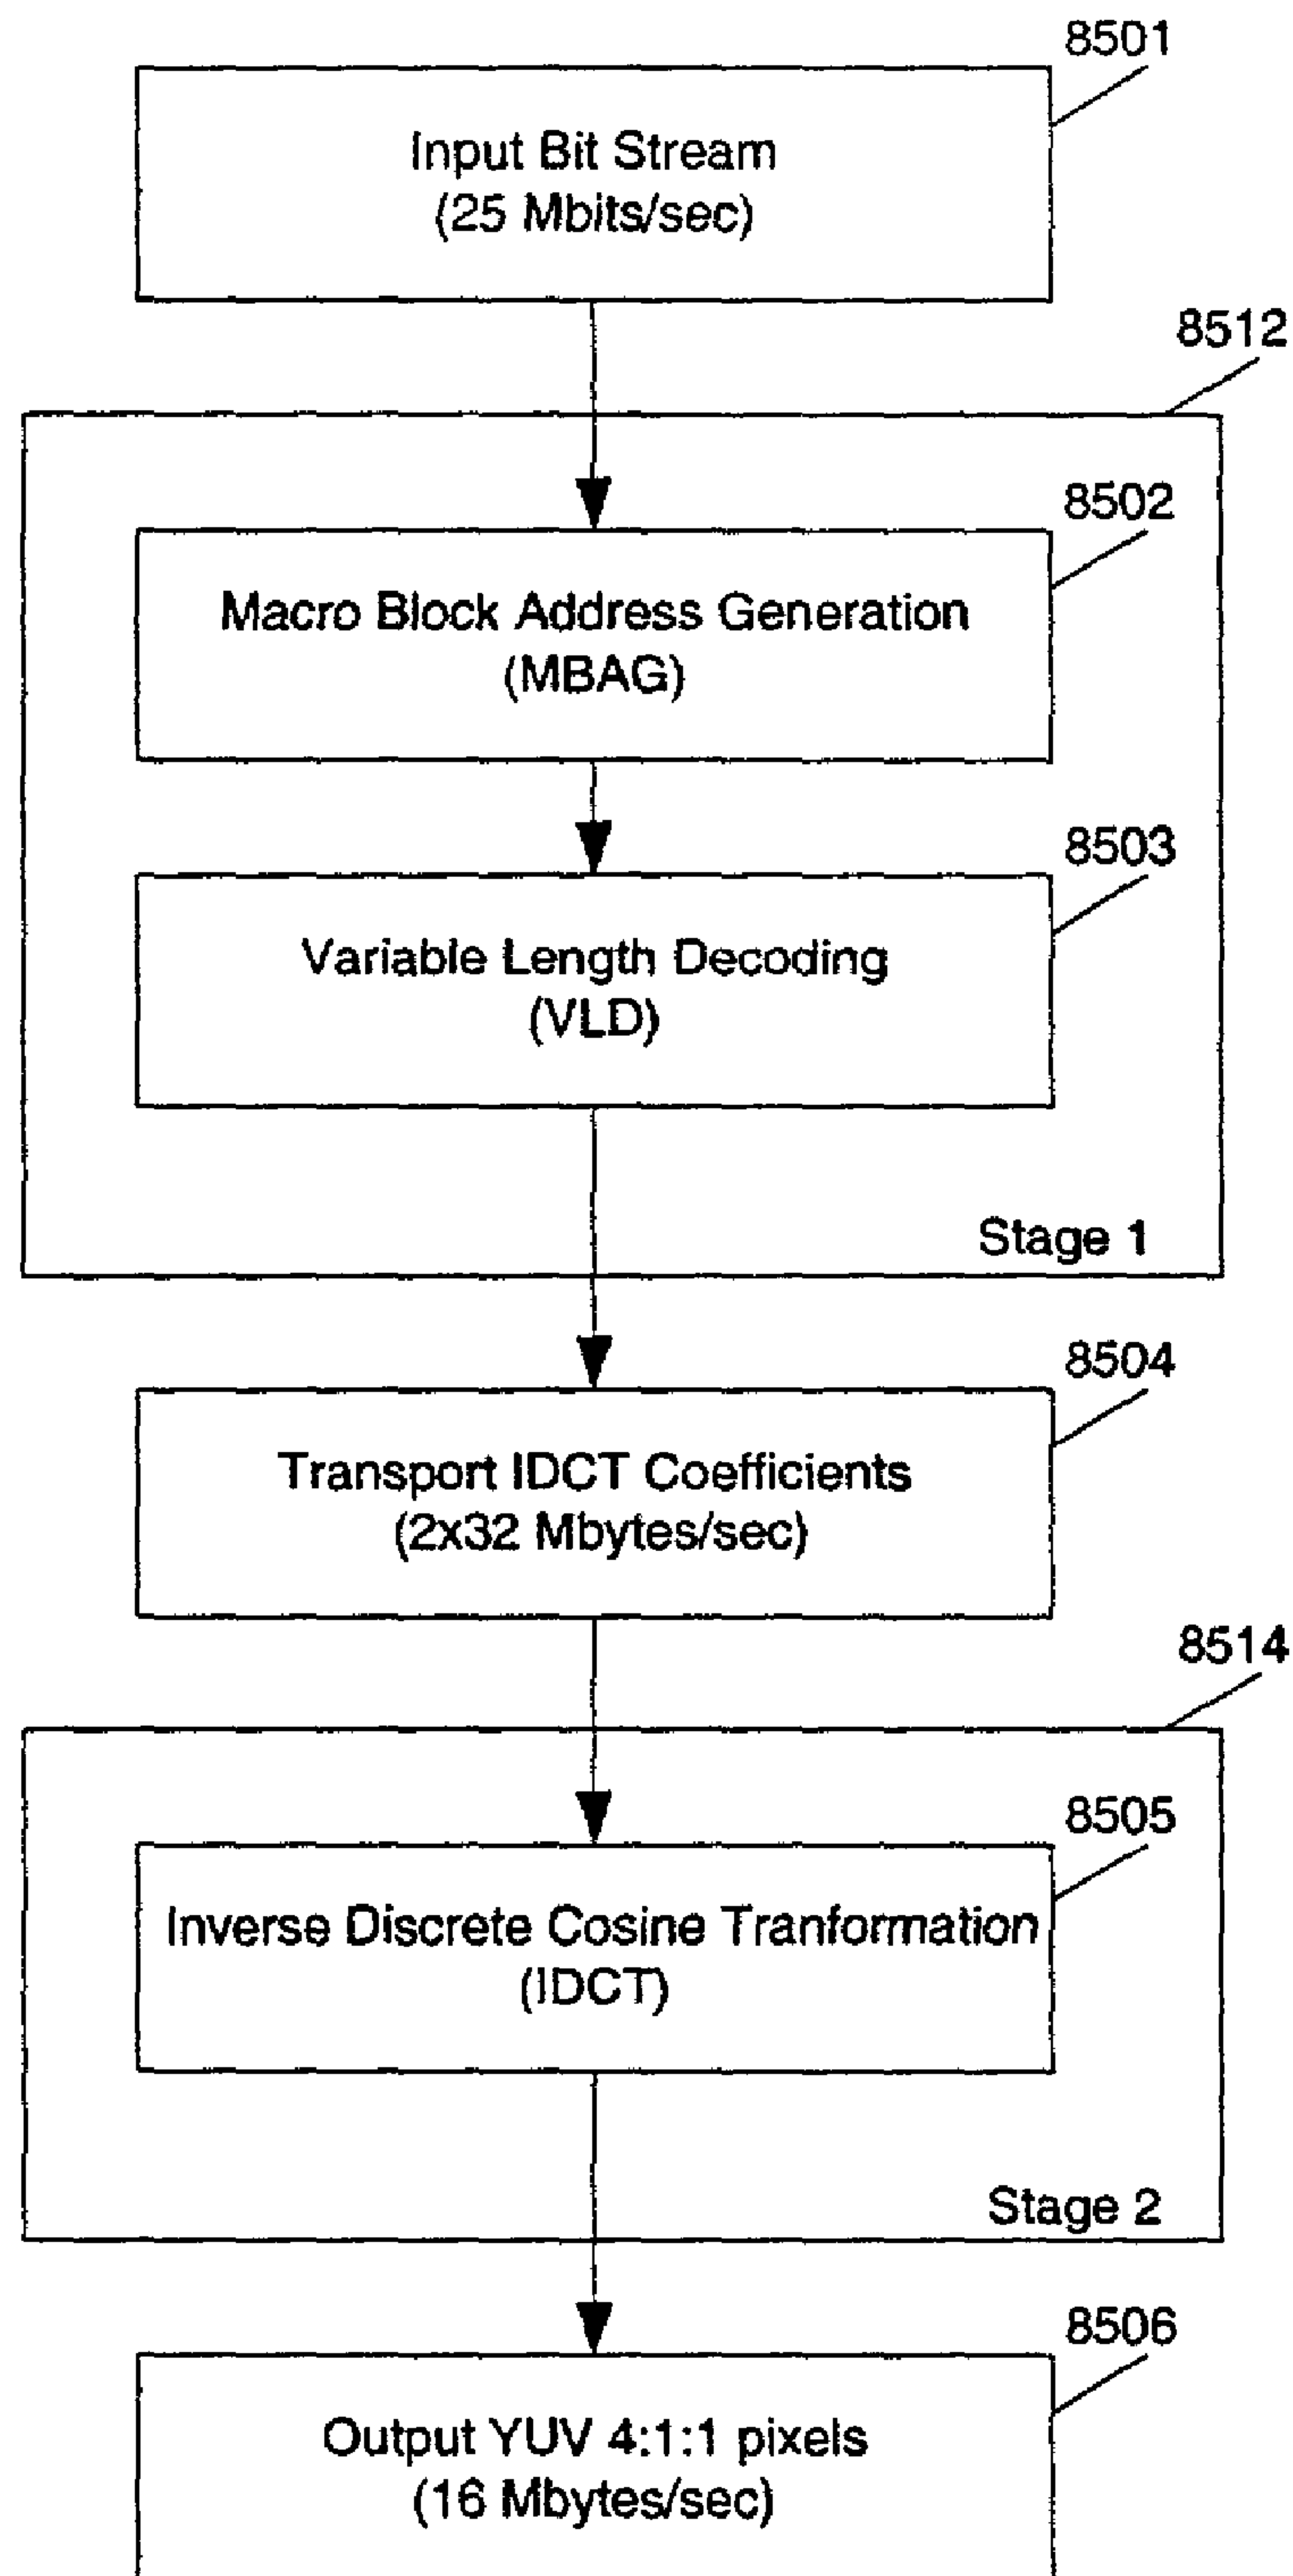 8501
Input Bit Stream
(25 Mbits/sec)
8512
8502
Macro Block Address Generation
(MBAG)
8503
Variable Length Decoding
(VLD)
Stage 1
8504
Transport IDCT Coefficients
(2x32 Mbytes/sec)
8514
8505
Inverse Discrete Cosine Tranformation
(IDCT)
Stage 2
8506
Output YUV 4:1:1 pixels
(16 Mbytes/sec)